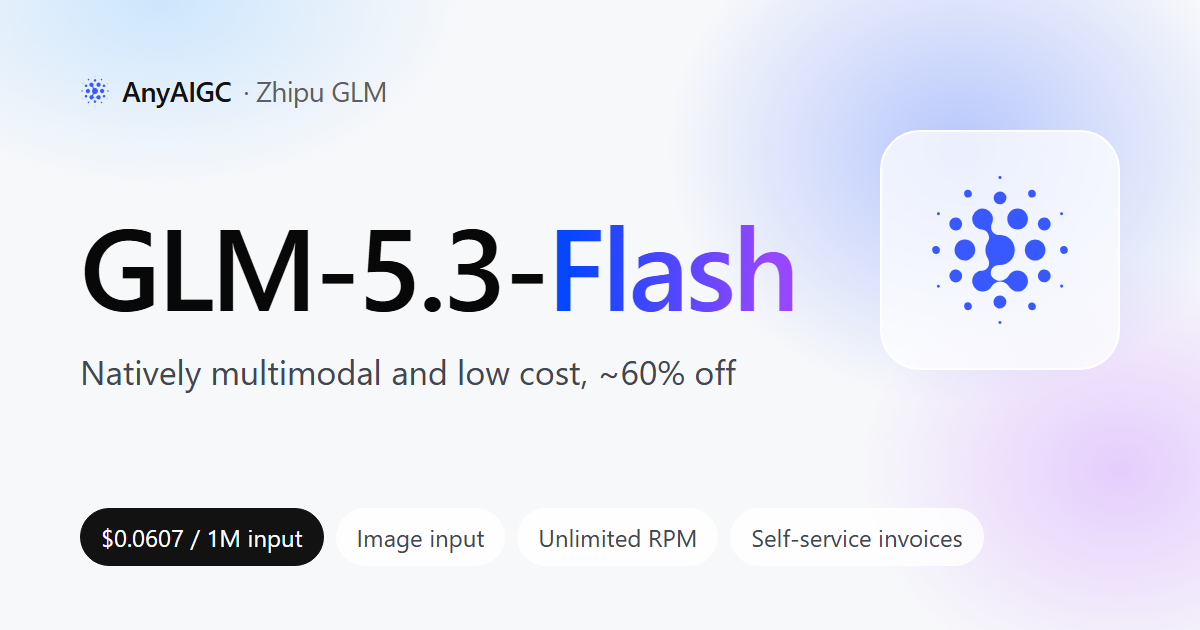 AnyAIGC · Zhipu GLM
GLM-5.3-Flash
Natively multimodal and low cost, ~60% off
$0.0607 / 1M input
Image input
Unlimited RPM
Self-service invoices